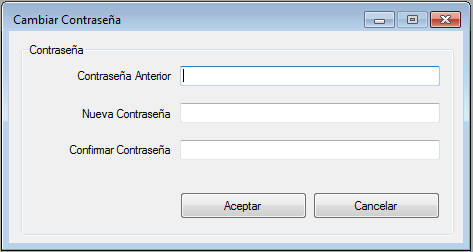 Cambiar Contraseña
Contraseña
Contraseña Anterior
Nueva Contraseña
Confirmar Contraseña
Aceptar Cancelar